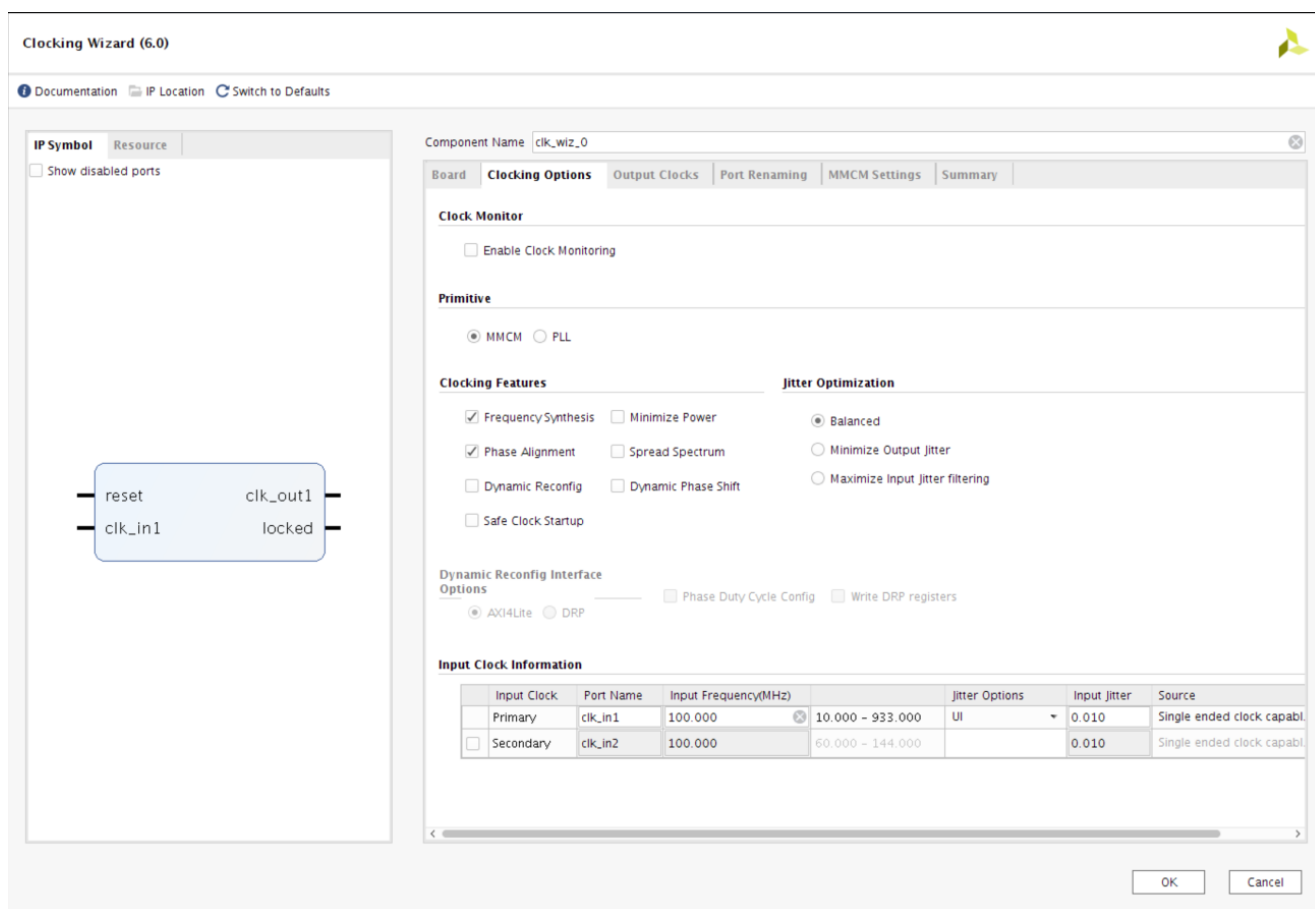 Clocking Wizard (6.0)
Documentation IP Location Switch to Defaults
IP Symbol Resource
Show disabled ports
reset clk_out1
clk_in1 locked
Component Name clk_wiz_0
Board Clocking Options Output Clocks Port Renaming MMCM Settings Summary
Clock Monitor
Enable Clock Monitoring
Primitive
MMCM PLL
Clocking Features Jitter Optimization
Frequency Synthesis Minimize Power Balanced
Phase Alignment Spread Spectrum Minimize Output Jitter
Dynamic Reconfig Dynamic Phase Shift Maximize Input Jitter filtering
Safe Clock Startup
Dynamic Reconfig Interface
Options
Phase Duty Cycle Config Write DRP registers
AXI4Lite DRP
Input Clock Information
Input Clock Port Name Input Frequency(MHz) Jitter Options Input Jitter Source
Primary clk_in1 100.000 10.000 - 933.000 UI 0.010 Single ended clock capabl.
Secondary clk_in2 100.000 60.000 - 144.000 0.010 Single ended clock capabl.
OK Cancel